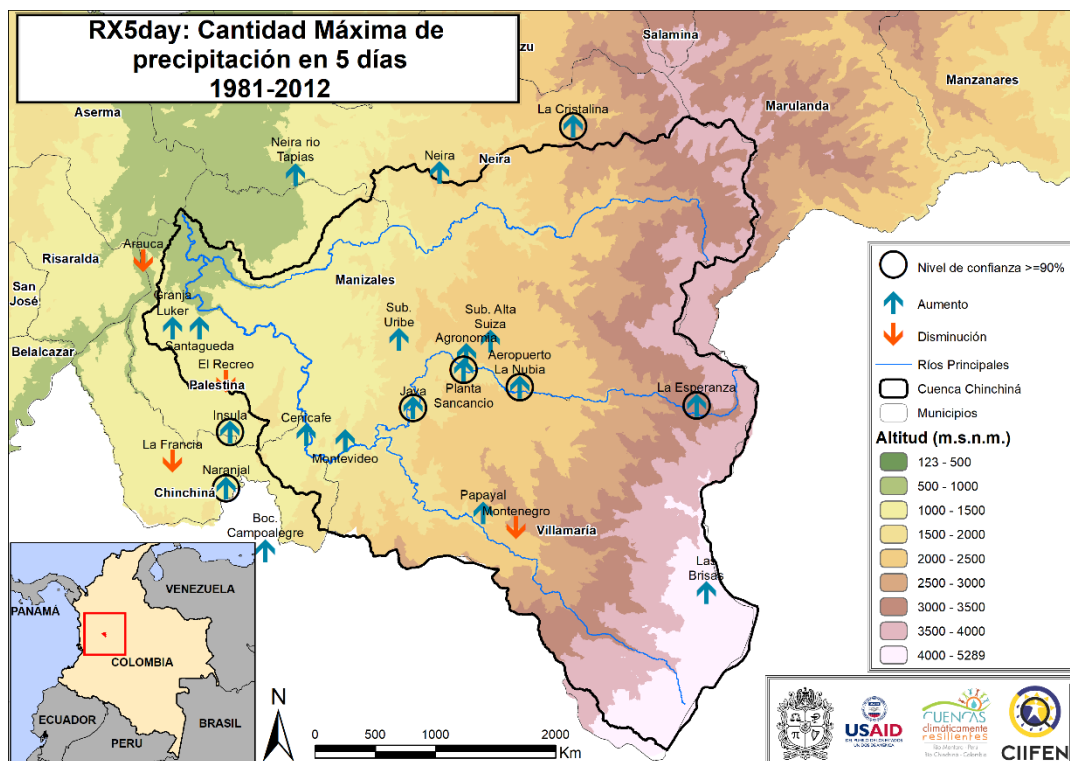 RX5day: Cantidad Máxima de
precipitación en 5 días
1981-2012
zu
Salamina
Manzanares
Marulanda
Aserma
La Cristalina
Neira rio
Tapias
Neira
Neira
Arauca
Risaralda
San
José
Manizales
Belalcazar
Granja
Luker
Santagueda
Sub.
Uribe
Sub. Alta
Suiza
Agronomia
Aeropuerto
La Nubia
El Recreo
Palestina
Planta
Sancancio
Java
La Esperanza
Insula
Cenicafe
La Francia
Montevideo
Naranjal
Chinchiná
Papayal
Montenegro
Villamaría
Boc.
Campoalegre
Las
Brisas
Nivel de confianza >=90%
Aumento
Disminución
Ríos Principales
Cuenca Chinchiná
Municipios
Altitud (m.s.n.m.)
123 - 500
500 - 1000
1000 - 1500
1500 - 2000
2000 - 2500
2500 - 3000
3000 - 3500
3500 - 4000
4000 - 5289
PANAMÁ
VENEZUELA
COLOMBIA
ECUADOR
PERU
BRASIL
N
0 500 1000 2000
Km
USAID
CUENCAS
climáticamente
resilientes
CIIFEN